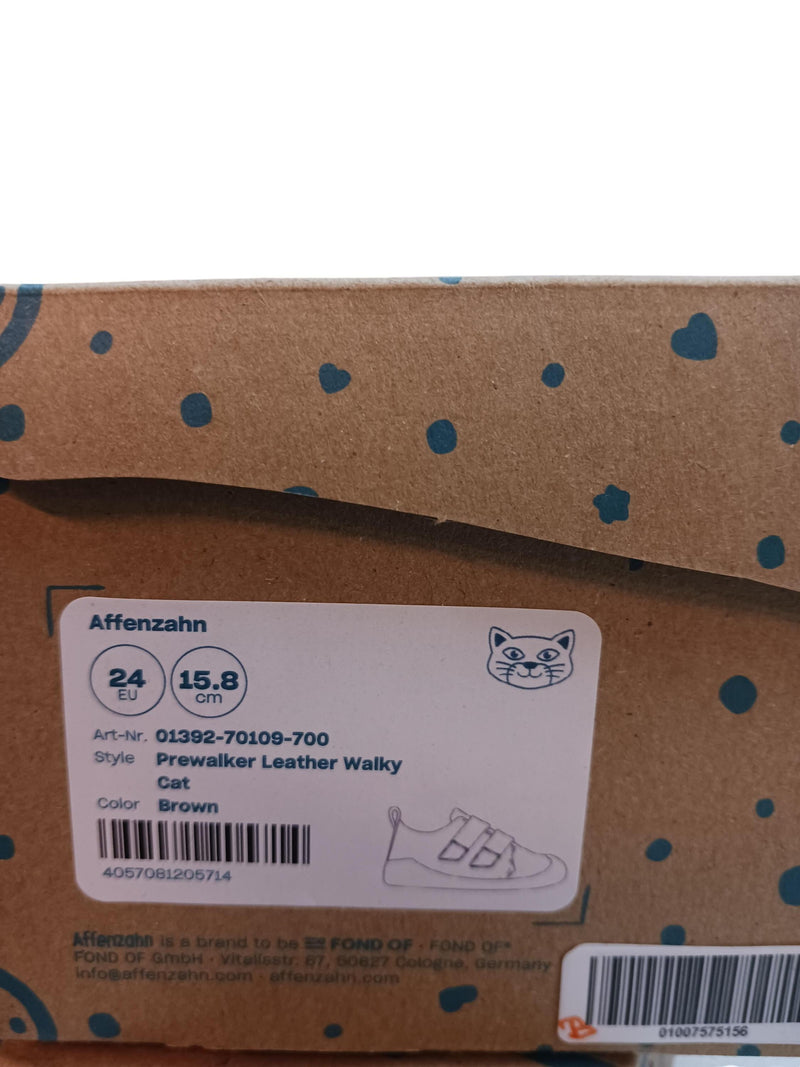 Affenzahn
24 15.8
EU cm
Art-Nr. 01392-70109-700
Style Prewalker Leather Walky
Cat
Color Brown
4057081205714
Affenzahn is a brand to be FOND OF · FOND OF®
FOND OF GmbH · Vitalisstr. 67, 50827 Cologne, Germany
info@affenzahn.com · affenzahn.com
01007575156